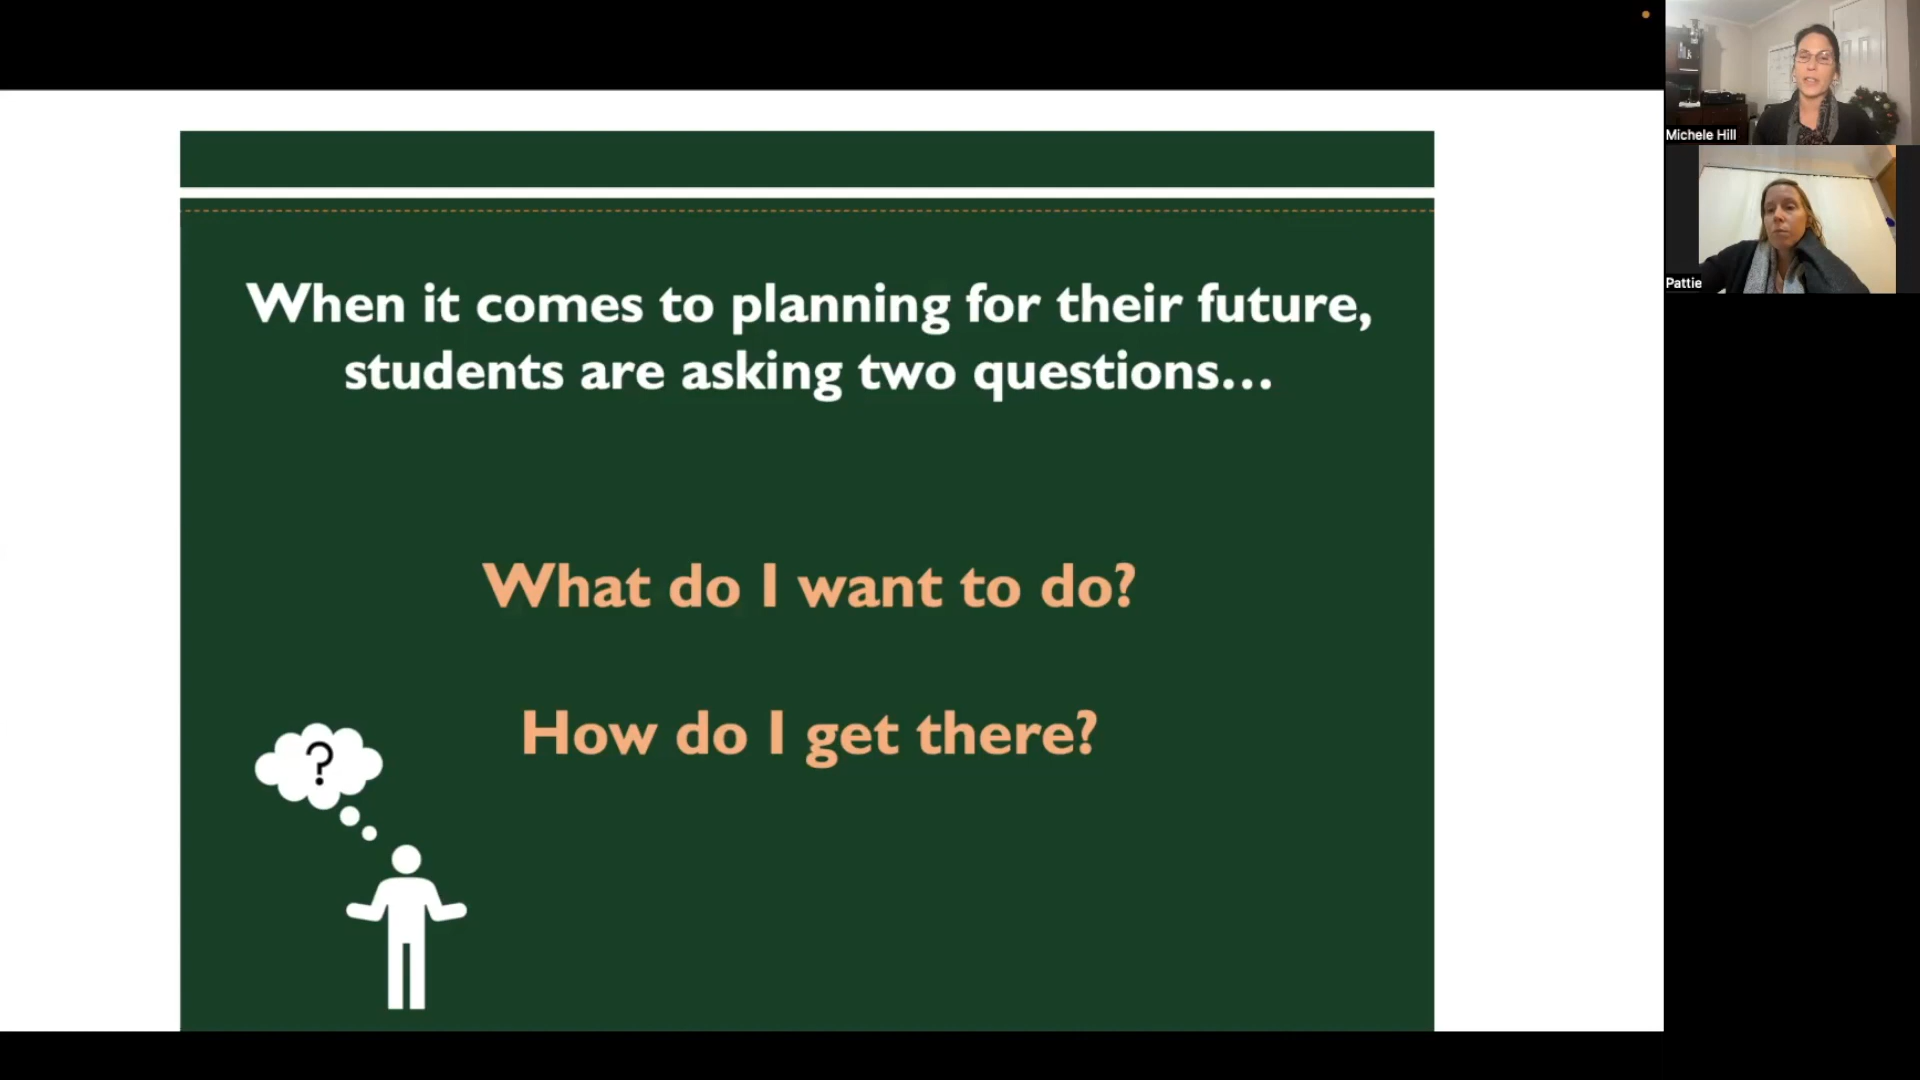 When it comes to planning for their future,
students are asking two questions...
What do I want to do?
How do I get there?
?
Michele Hill
Pattie